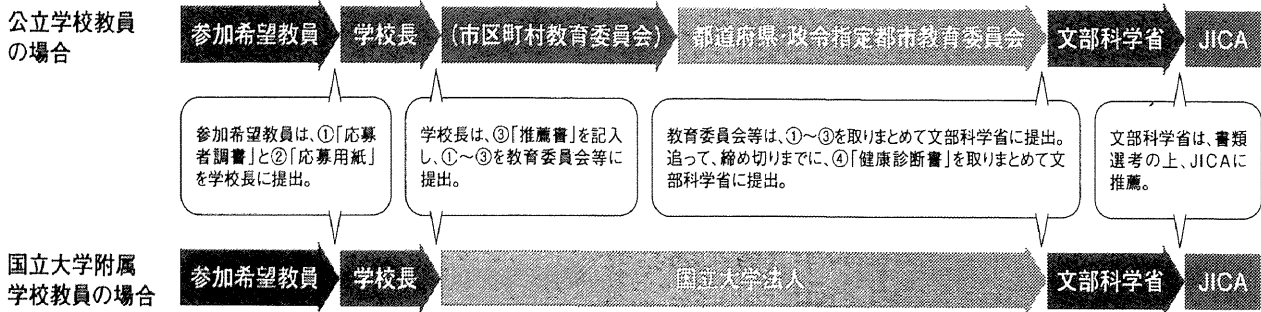 公立学校教員
の場合
参加希望教員
学校長
(市区町村教育委員会)
都道府県・政令指定都市教育委員会
文部科学省
JICA
参加希望教員は、①「応募
者調書」と②「応募用紙」
を学校長に提出。
学校長は、③「推薦書」を記入
し、①〜③を教育委員会等に
提出。
教育委員会等は、①〜③を取りまとめて文部科学省に提出。
追って、締め切りまでに、④「健康診断書」を取りまとめて文
部科学省に提出。
文部科学省は、書類
選考の上、JICAに
推薦。
国立大学附属
学校教員の場合
参加希望教員
学校長
国立大学法人
文部科学省
JICA